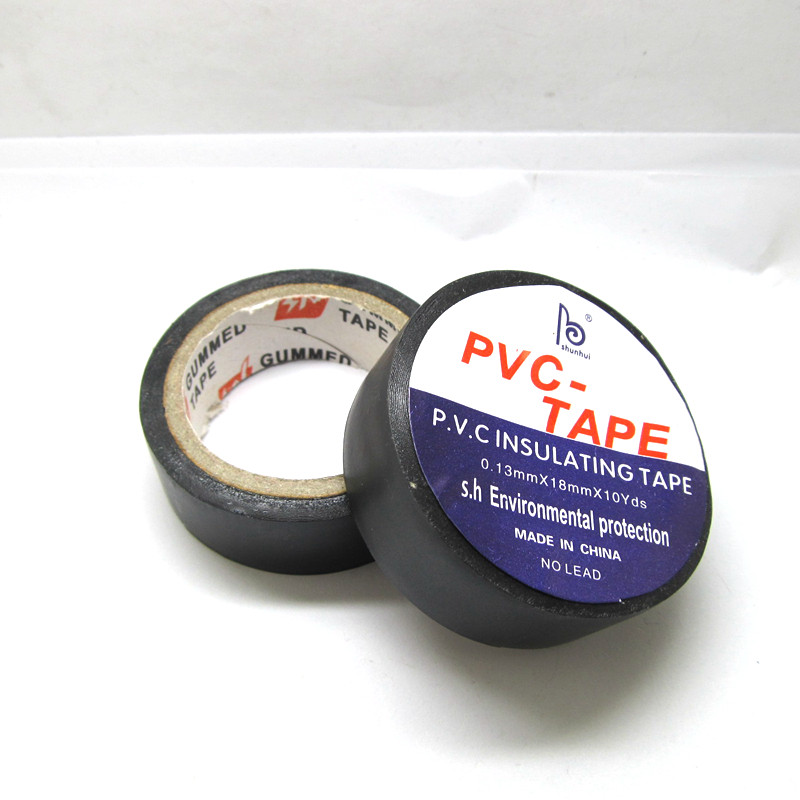 GUMMED
TAPE
GUMMED
TAPE
shunhui
®
PVC-
TAPE
P.V.C INSULATING TAPE
0.13mmX18mmX10Yds
s.h Environmental protection
MADE IN CHINA
NO LEAD